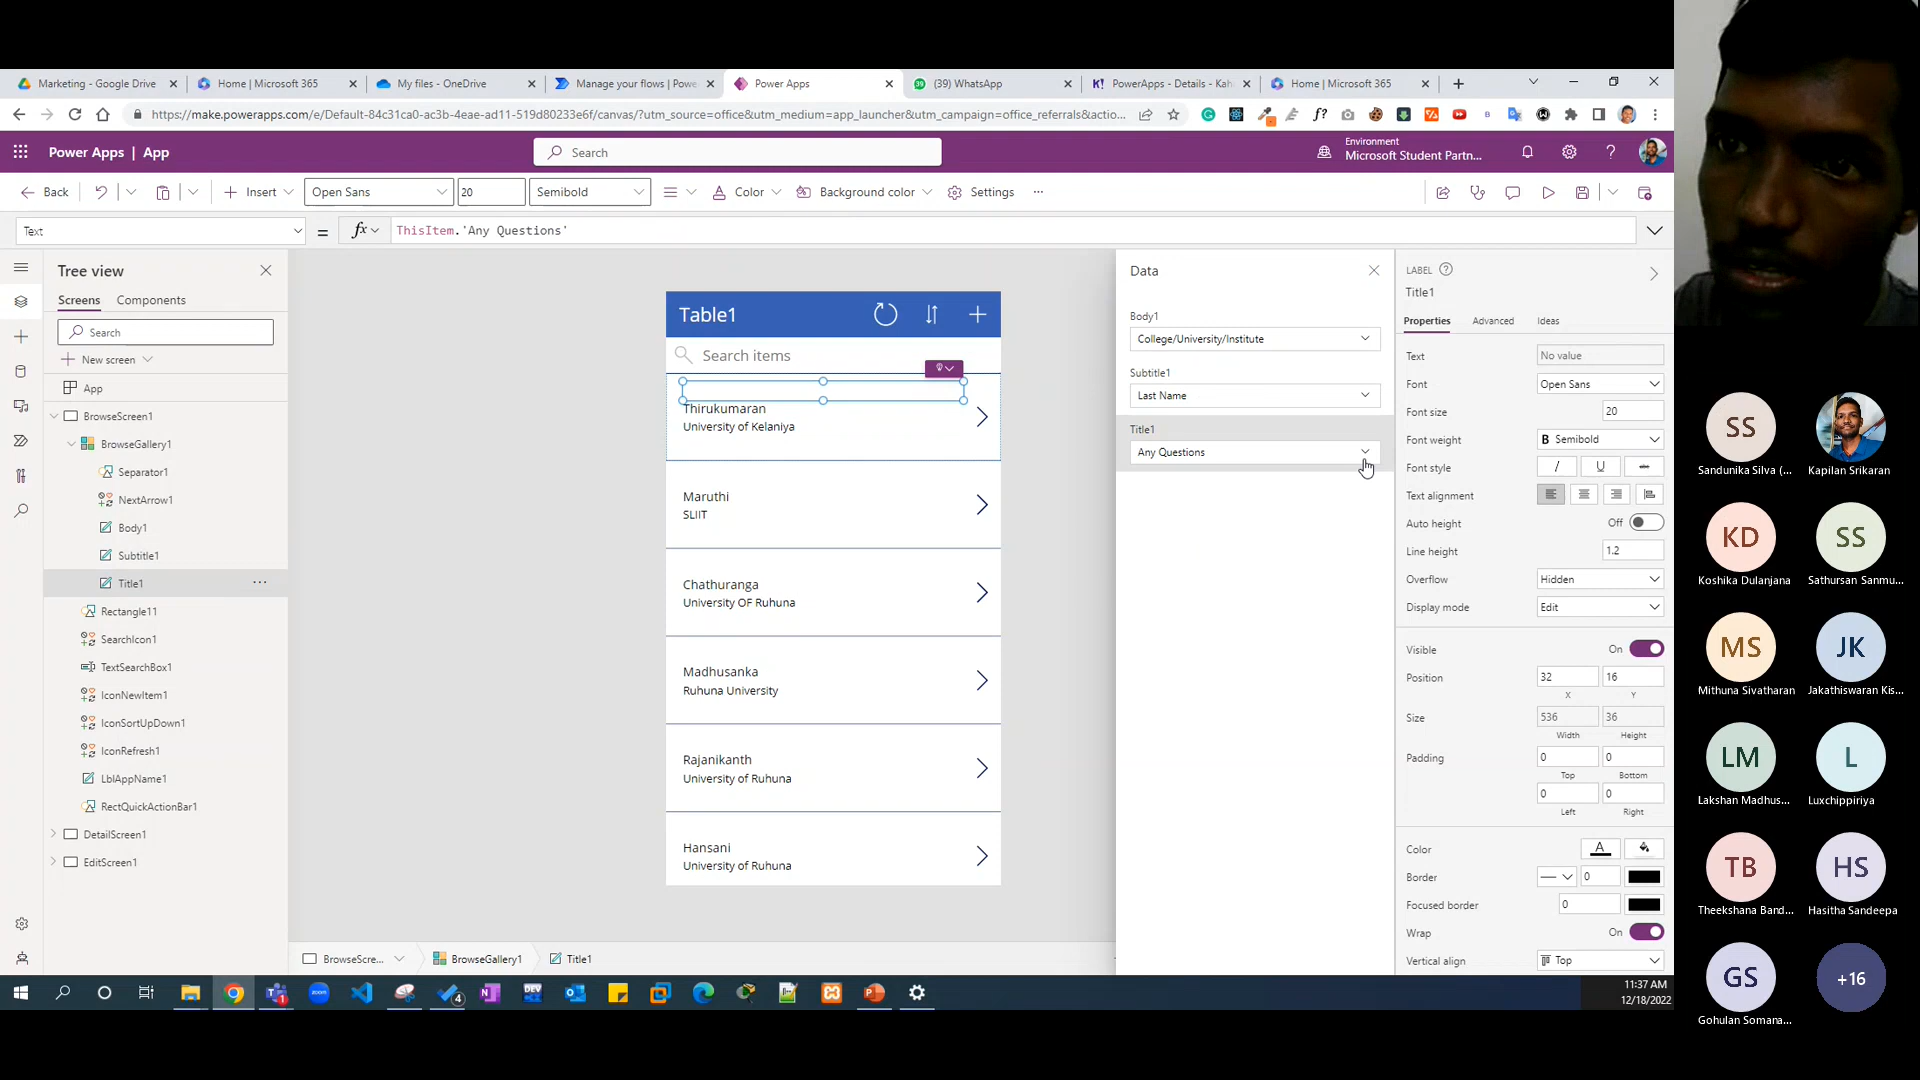 Marketing - Google Drive
Home | Microsoft 365
My files - OneDrive
Manage your flows | Powe
Power Apps
(39) WhatsApp
PowerApps - Details - Kah
Home | Microsoft 365
https://make.powerapps.com/e/Default-84c31ca0-ac3b-4eae-ad11-519d80233e6f/canvas/?utm_source=office&utm_medium=app_launcher&utm_campaign=office_referrals&actio...
Power Apps | App
Search
Environment
Microsoft Student Partn...
Back
Insert
Open Sans
20
Semibold
Color
Background color
Settings
Text
=
fx
ThisItem.'Any Questions'
Tree view
Screens
Components
Search
New screen
App
BrowseScreen1
BrowseGallery1
Separator1
NextArrow1
Body1
Subtitle1
Title1
Rectangle11
SearchIcon1
TextSearchBox1
IconNewItem1
IconSortUpDown1
IconRefresh1
LblAppName1
RectQuickActionBar1
DetailScreen1
EditScreen1
Table1
Search items
Thirukumaran
University of Kelaniya
Maruthi
SLIIT
Chathuranga
University OF Ruhuna
Madhusanka
Ruhuna University
Rajanikanth
University of Ruhuna
Hansani
University of Ruhuna
BrowseScre...
BrowseGallery1
Title1
Data
Body1
College/University/Institute
Subtitle1
Last Name
Title1
Any Questions
LABEL
Title1
Properties
Advanced
Ideas
Text
No value
Font
Open Sans
Font size
20
Font weight
B Semibold
Font style
/ U
Text alignment
Auto height
Off
Line height
1.2
Overflow
Hidden
Display mode
Edit
Visible
On
Position
32
16
X
Y
Size
536
36
Width
Height
Padding
0
0
Top
Bottom
0
0
Left
Right
Color
A
Border
0
Focused border
0
Wrap
On
Vertical align
Top
11:37 AM
12/18/2022
SS
Sandunika Silva (...
Kapilan Srikaran
KD
Koshika Dulanjana
SS
Sathursan Sanmu...
MS
Mithuna Sivatharan
JK
Jakathiswaran Kis...
LM
Lakshan Madhus...
L
Luxchippiriya
TB
Theekshana Band...
HS
Hasitha Sandeepa
GS
Gohulan Somana...
+16